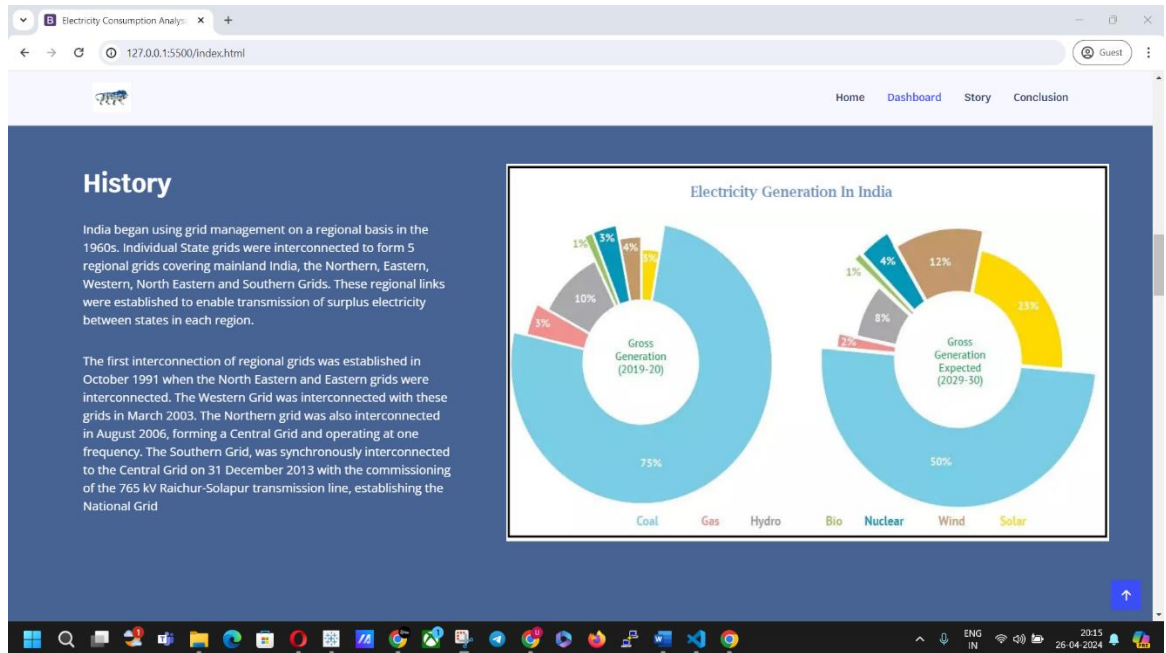 Electricity Consumption Analys
127.0.0.1:5500/index.html
Guest
Home Dashboard Story Conclusion
History
India began using grid management on a regional basis in the
1960s. Individual State grids were interconnected to form 5
regional grids covering mainland India, the Northern, Eastern,
Western, North Eastern and Southern Grids. These regional links
were established to enable transmission of surplus electricity
between states in each region.
The first interconnection of regional grids was established in
October 1991 when the North Eastern and Eastern grids were
interconnected. The Western Grid was interconnected with these
grids in March 2003. The Northern grid was also interconnected
in August 2006, forming a Central Grid and operating at one
frequency. The Southern Grid, was synchronously interconnected
to the Central Grid on 31 December 2013 with the commissioning
of the 765 kV Raichur-Solapur transmission line, establishing the
National Grid
Electricity Generation In India
1%
3%
4%
3%
10%
3%
75%
Gross
Generation
(2019-20)
1%
4%
12%
23%
8%
2%
50%
Gross
Generation
Expected
(2029-30)
Coal Gas Hydro Bio Nuclear Wind Solar
ENG
IN
20:15
26-04-2024